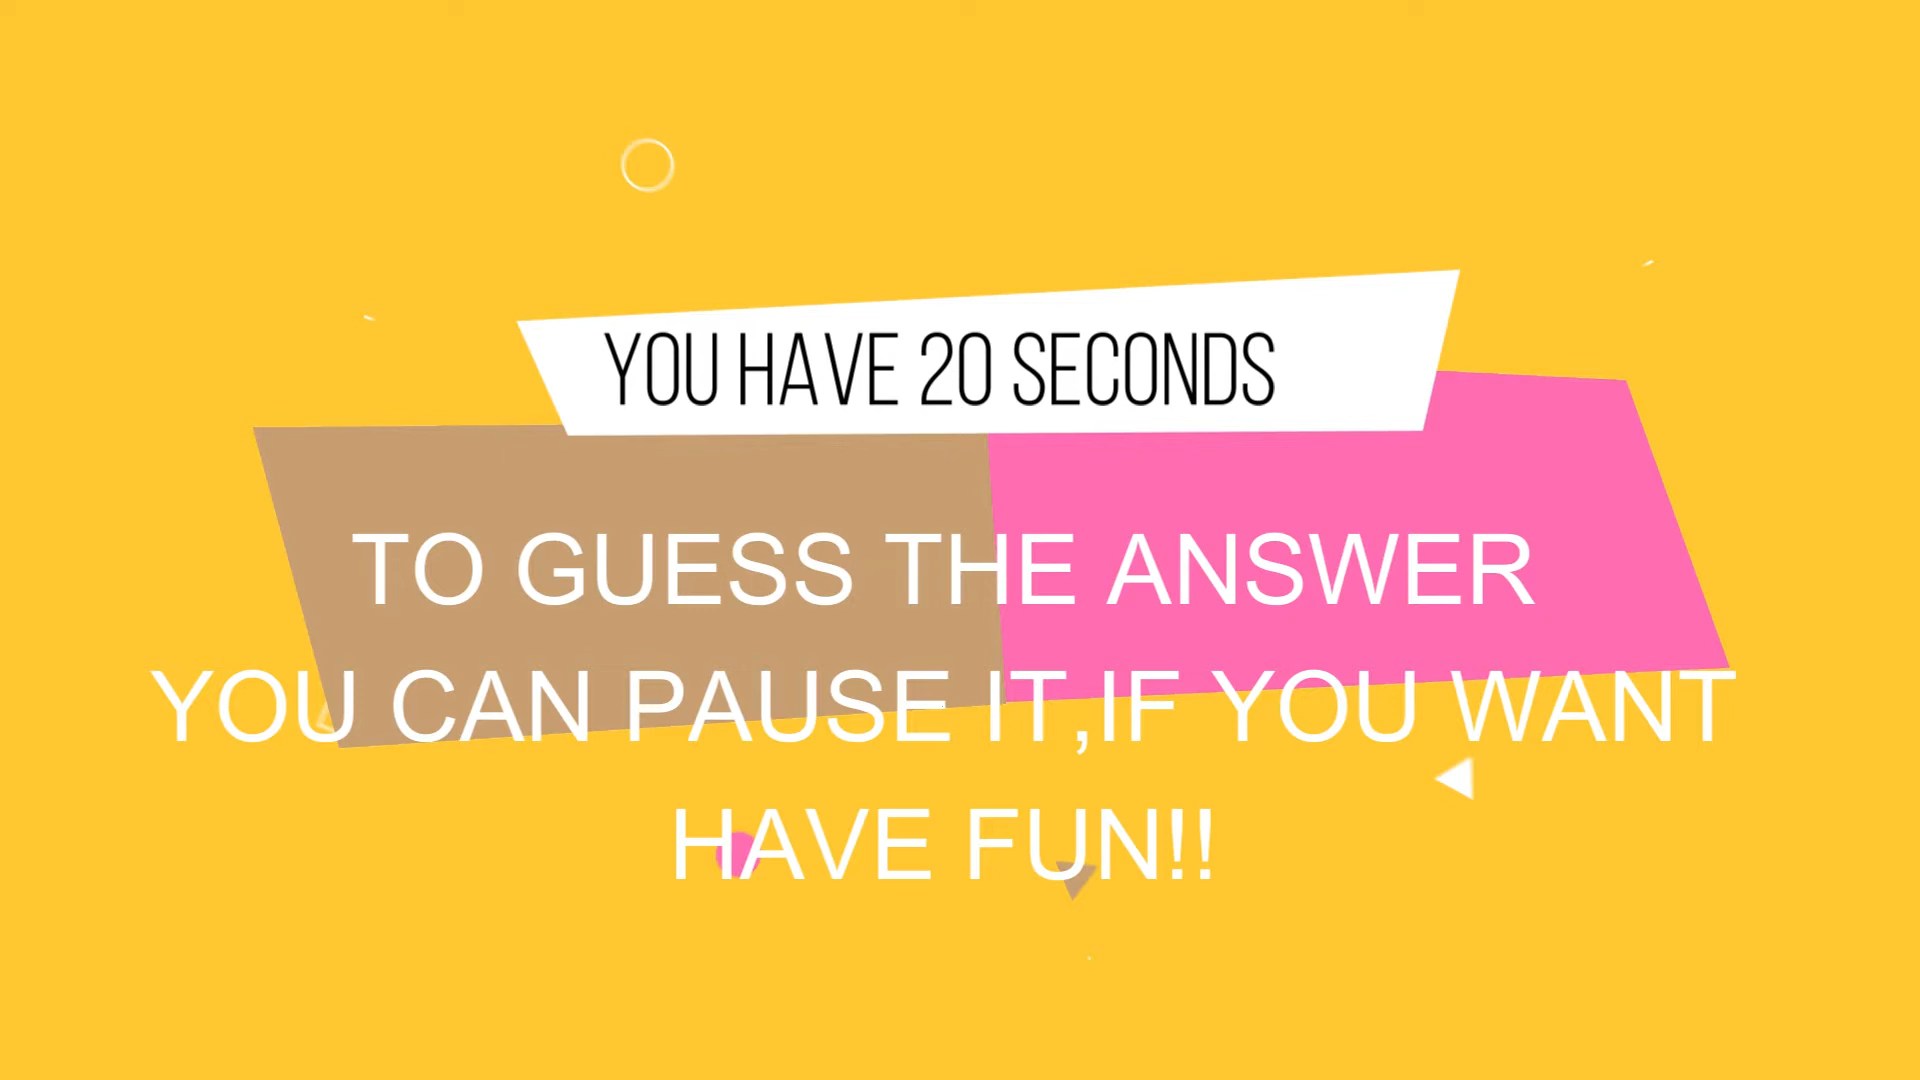 YOU HAVE 20 SECONDS
TO GUESS THE ANSWER
YOU CAN PAUSE IT,IF YOU WANT
HAVE FUN!!